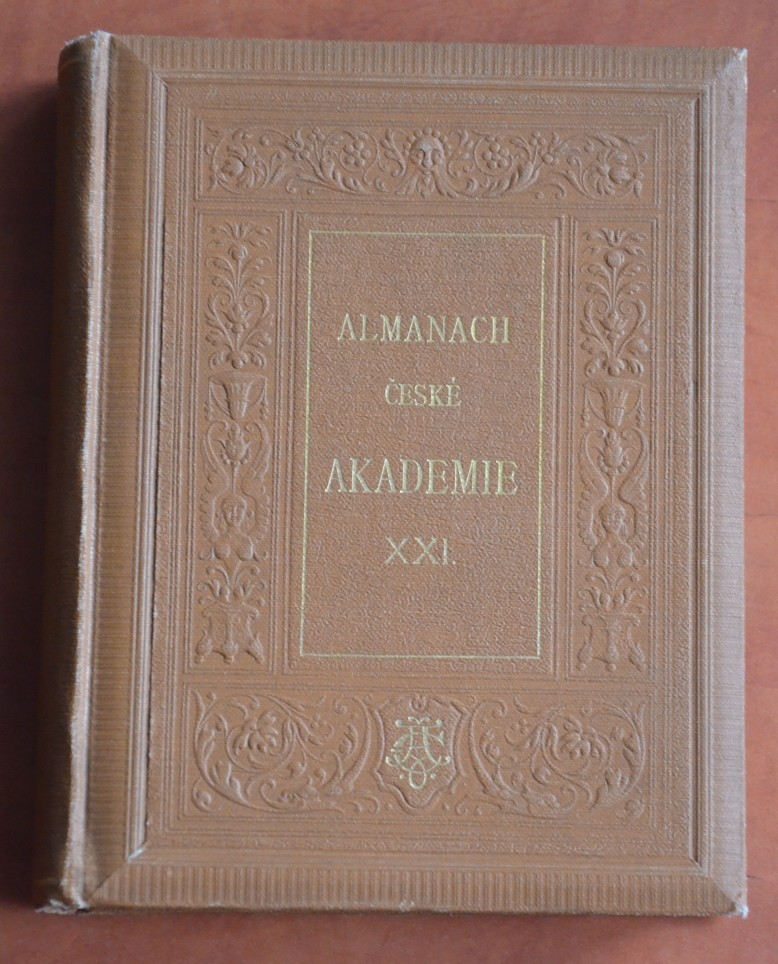 ALMANACH
ČESKÉ
AKADEMIE
XXI.